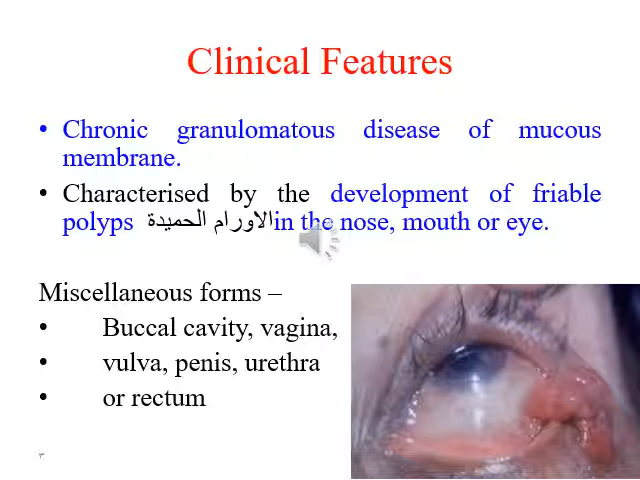 Clinical Features
• Chronic granulomatous disease of mucous
membrane.
• Characterised by the development of friable
polyps الاورام الحميدة in the nose, mouth or eye.
Miscellaneous forms –
• Buccal cavity, vagina,
• vulva, penis, urethra
• or rectum
٣